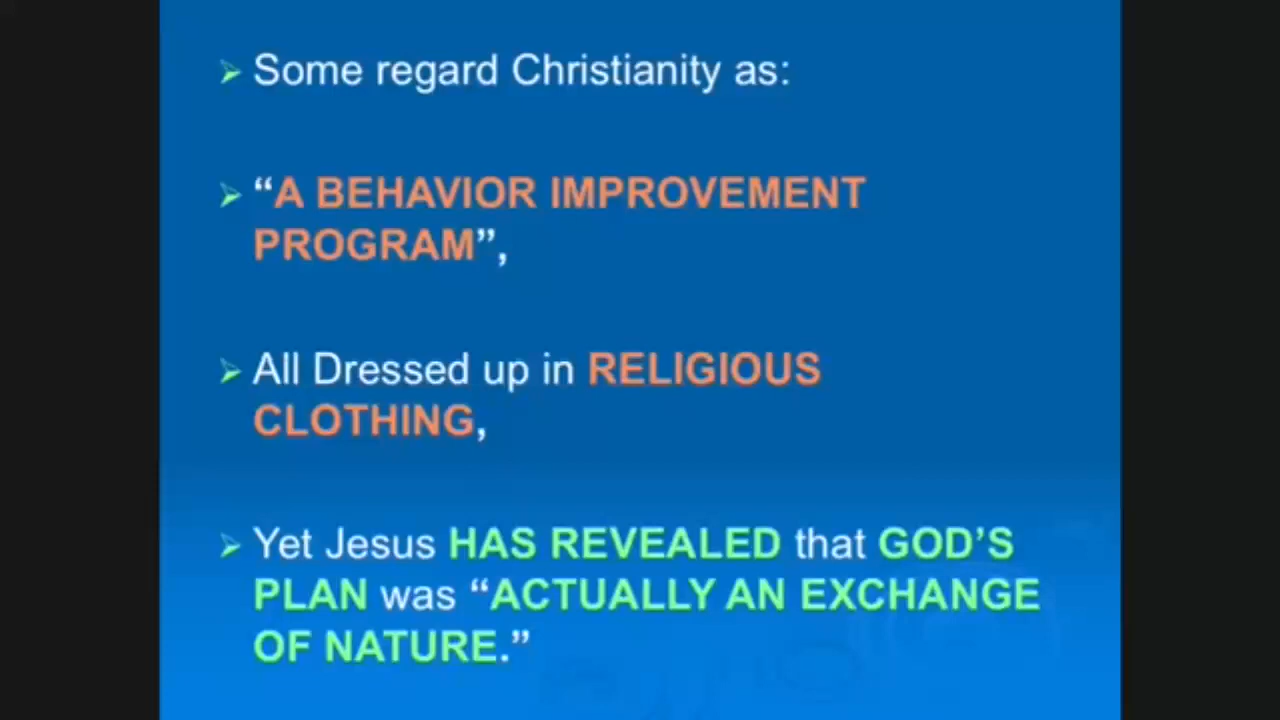 Some regard Christianity as:
“A BEHAVIOR IMPROVEMENT
PROGRAM”,
All Dressed up in RELIGIOUS
CLOTHING,
Yet Jesus HAS REVEALED that GOD’S
PLAN was “ACTUALLY AN EXCHANGE
OF NATURE.”